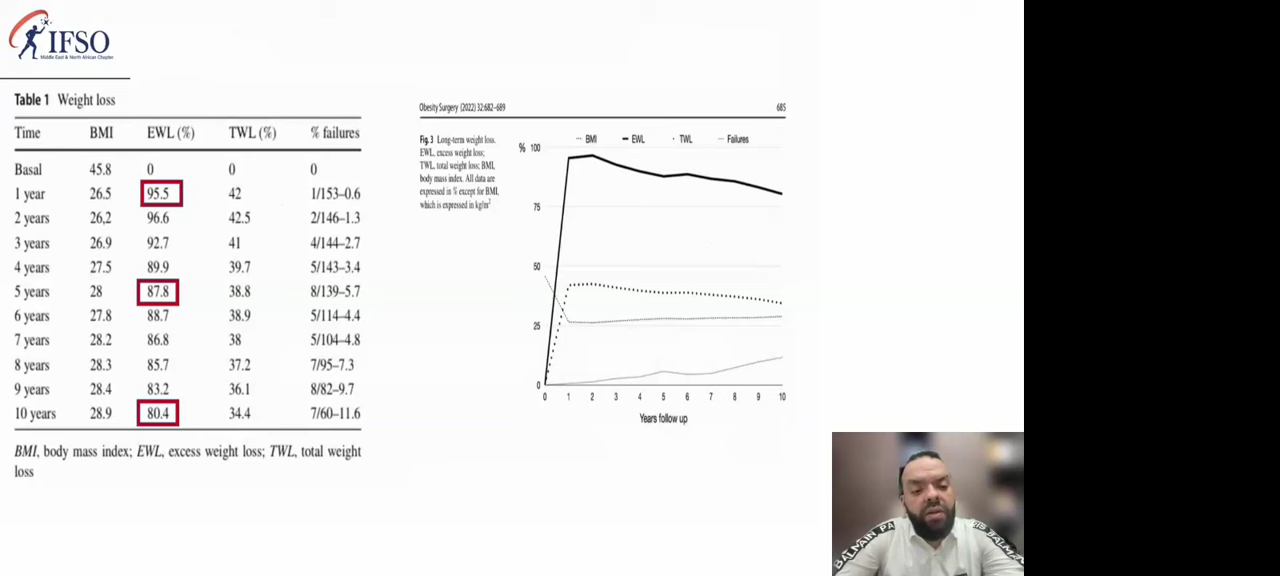 IFSO
Middle East & North African Chapter
Table 1 Weight loss
Time BMI EWL (%) TWL (%) % failures
Basal 45.8 0 0 0
1 year 26.5 95.5 42 1/153–0.6
2 years 26,2 96.6 42.5 2/146–1.3
3 years 26.9 92.7 41 4/144–2.7
4 years 27.5 89.9 39.7 5/143–3.4
5 years 28 87.8 38.8 8/139–5.7
6 years 27.8 88.7 38.9 5/114–4.4
7 years 28.2 86.8 38 5/104–4.8
8 years 28.3 85.7 37.2 7/95–7.3
9 years 28.4 83.2 36.1 8/82–9.7
10 years 28.9 80.4 34.4 7/60–11.6
BMI, body mass index; EWL, excess weight loss; TWL, total weight
loss
Obesity Surgery (2022) 32:682–689 685
Fig. 3 Long-term weight loss.
EWL, excess weight loss;
TWL, total weight loss; BMI,
body mass index. All data are
expressed in % except for BMI,
which is expressed in kg/m²
BMI EWL TWL Failures
% 100
75
50
25
0
0 1 2 3 4 5 6 7 8 9 10
Years follow up
BALMAIN PA
RIS BALMA